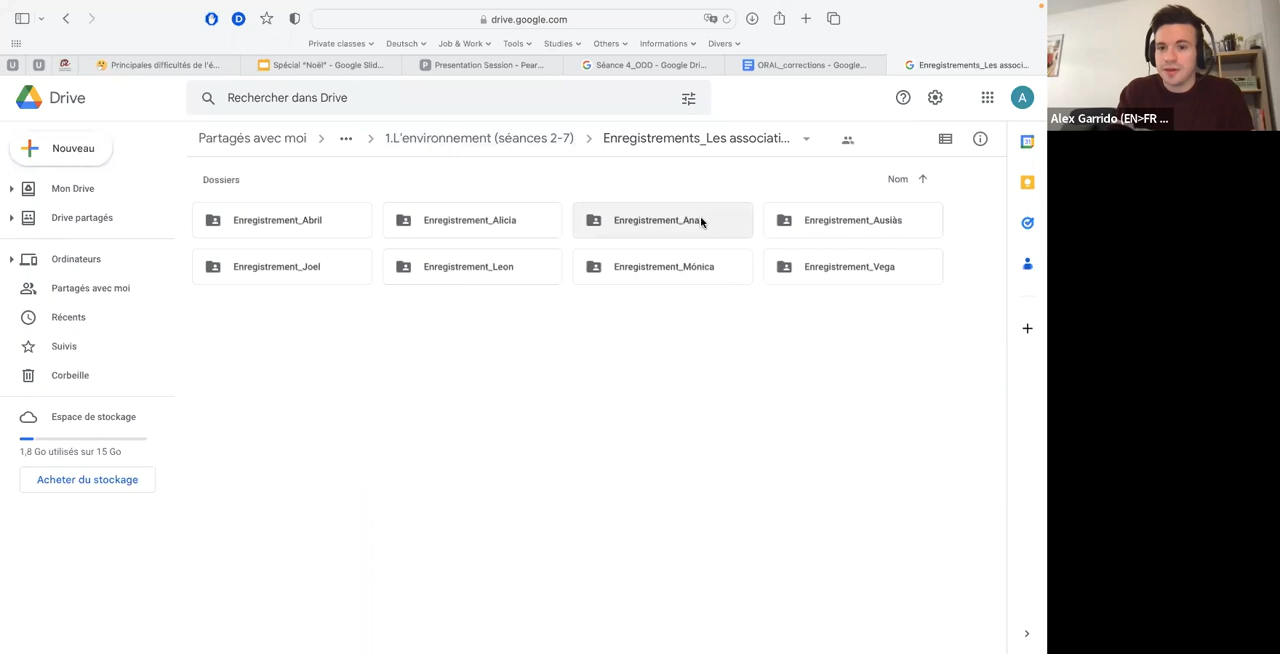 drive.google.com
Private classes
Deutsch
Job & Work
Tools
Studies
Others
Informations
Divers
U
U
Principales difficultés de l'é...
Spécial "Noël" - Google Slid...
Presentation Session - Pear...
Séance 4_ODD - Google Dri...
ORAL_corrections - Google...
Enregistrements_Les associ...
Drive
Rechercher dans Drive
A
Nouveau
Partagés avec moi
...
1.L'environnement (séances 2-7)
Enregistrements_Les associati...
Mon Drive
Drive partagés
Ordinateurs
Partagés avec moi
Récents
Suivis
Corbeille
Espace de stockage
1,8 Go utilisés sur 15 Go
Acheter du stockage
Dossiers
Nom
Enregistrement_Abril
Enregistrement_Alicia
Enregistrement_Ana
Enregistrement_Ausiàs
Enregistrement_Joel
Enregistrement_Leon
Enregistrement_Mónica
Enregistrement_Vega
31
Alex Garrido (EN>FR ...